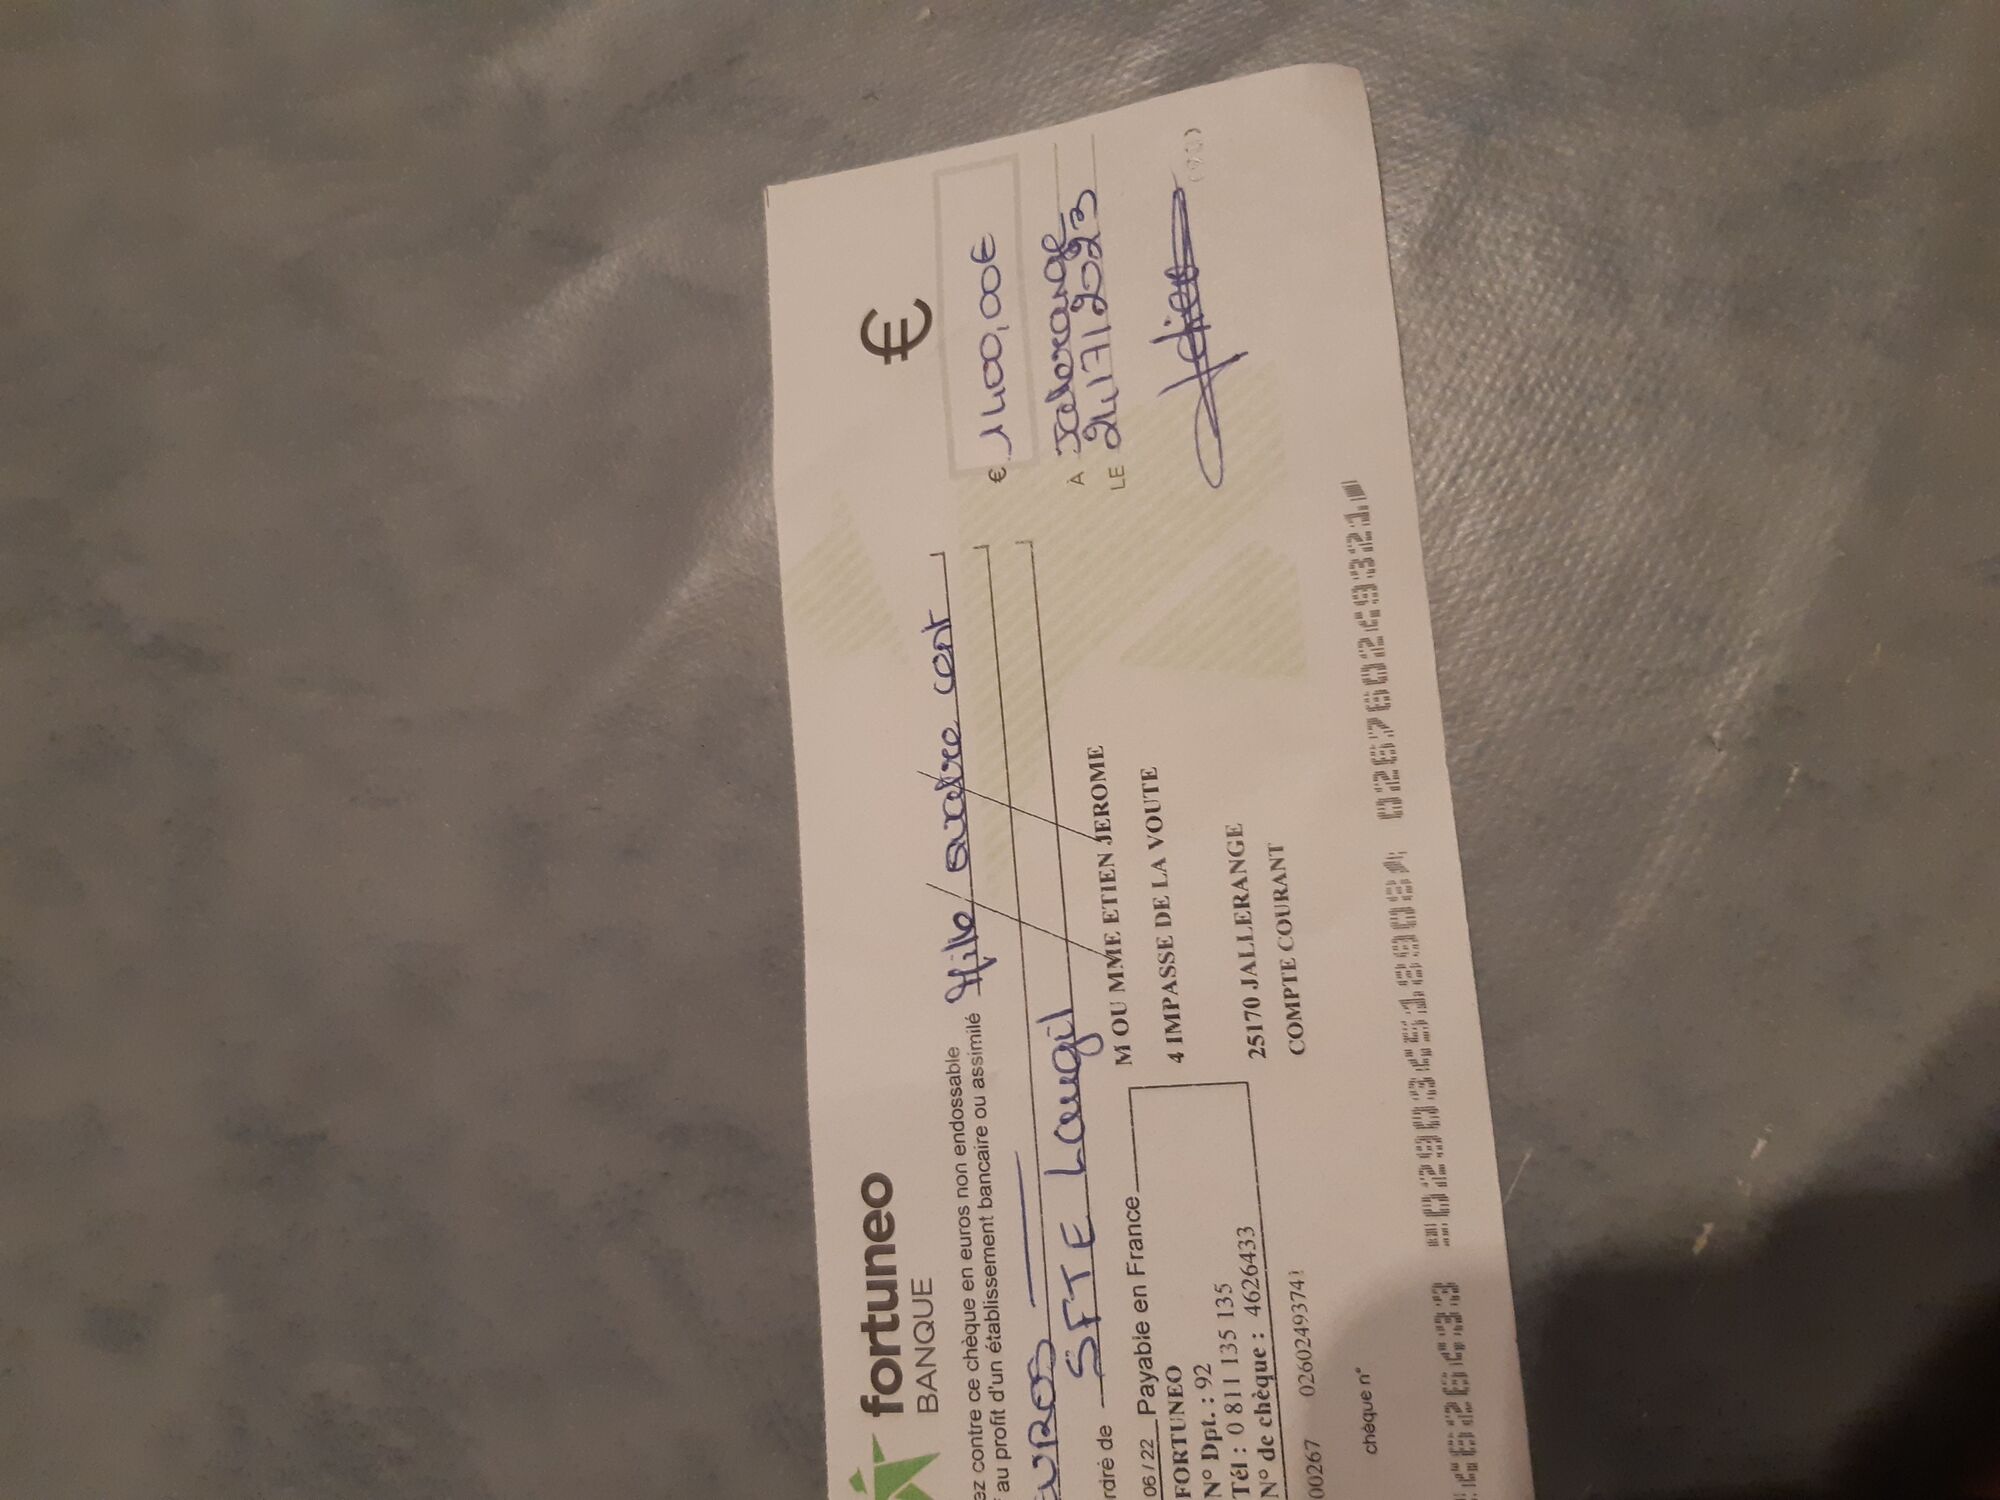 fortuneo
BANQUE
€
ez contre ce chèque en euros non endossable
au profit d'un établissement bancaire ou assimilé Mille quatre cent
EUROS
€ 1400,00€
rdre de SFTE Laugil
À Jallerange
LE 24/7/2023
06 / 22 Payable en France
FORTUNEO
N° Dpt. : 92
Tél : 0 811 135 135
N° de chèque : 4626433
M OU MME ETIEN JEROME
4 IMPASSE DE LA VOUTE
25170 JALLERANGE
COMPTE COURANT
00267 02602493741
chèque n°